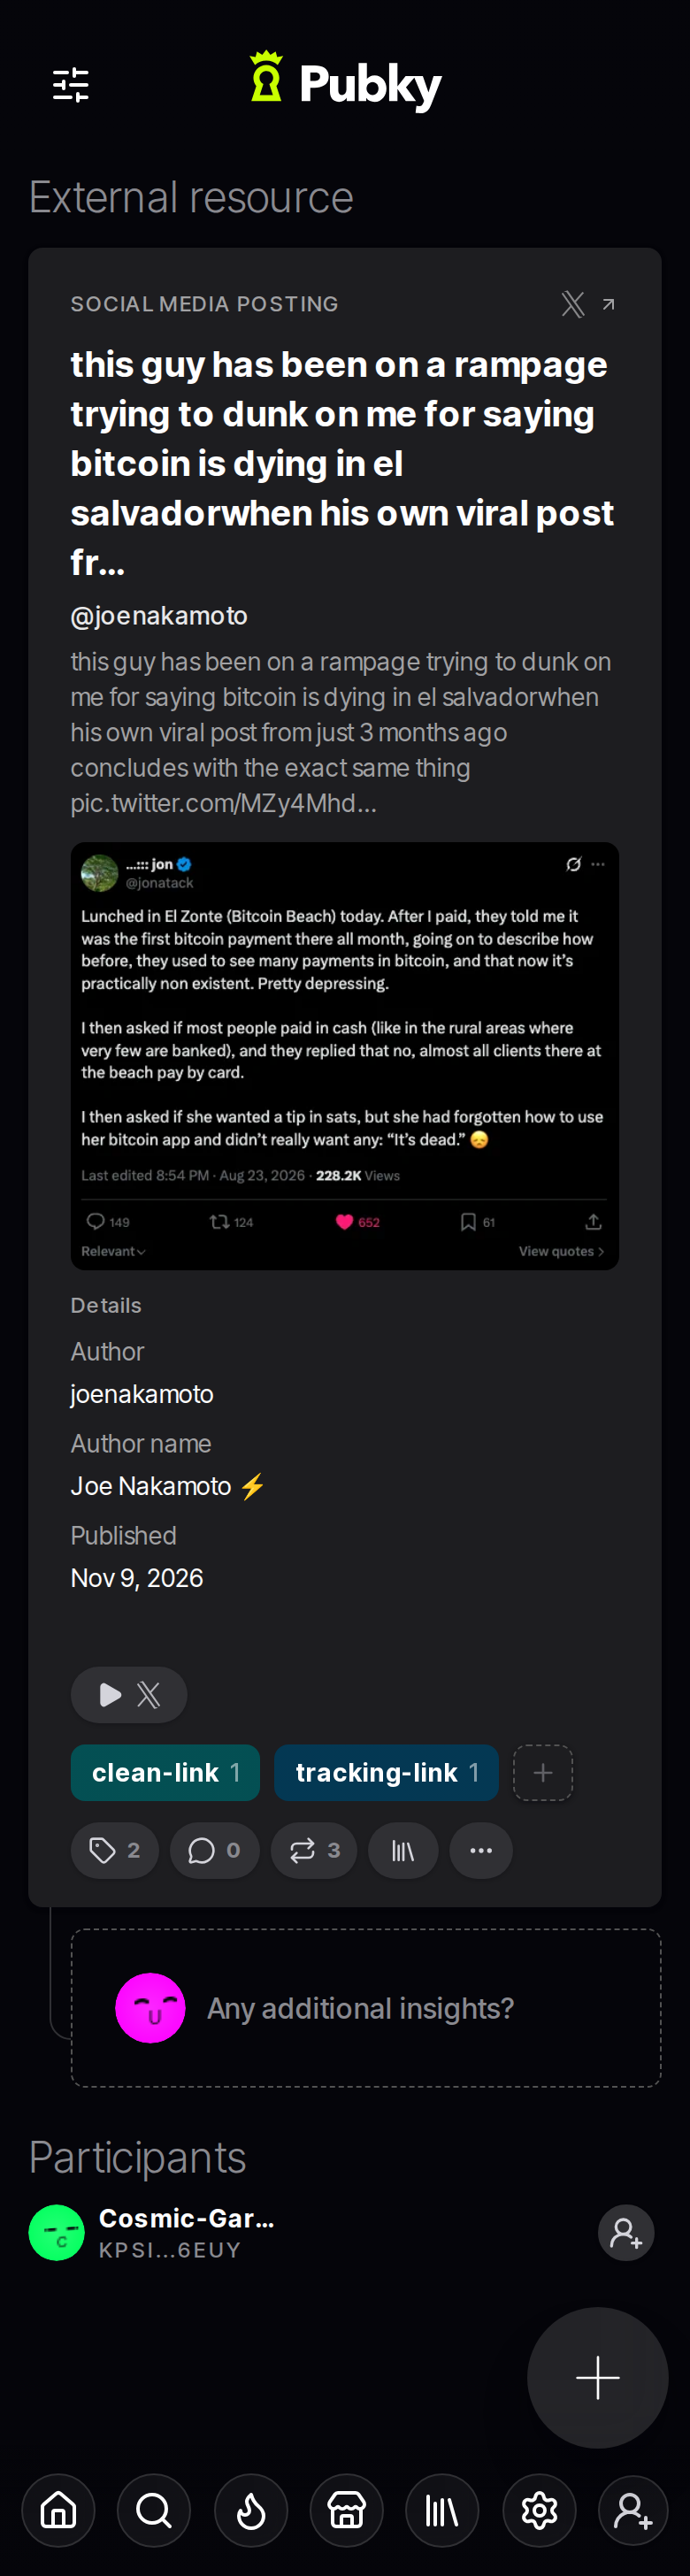 Pubky
External resource
SOCIAL MEDIA POSTING
this guy has been on a rampage
trying to dunk on me for saying
bitcoin is dying in el
salvadorwhen his own viral post
fr...
@joenakamoto
this guy has been on a rampage trying to dunk on
me for saying bitcoin is dying in el salvadorwhen
his own viral post from just 3 months ago
concludes with the exact same thing
pic.twitter.com/MZy4Mhd...
...::: jon
@jonatack
Lunched in El Zonte (Bitcoin Beach) today. After I paid, they told me it
was the first bitcoin payment there all month, going on to describe how
before, they used to see many payments in bitcoin, and that now it's
practically non existent. Pretty depressing.
I then asked if most people paid in cash (like in the rural areas where
very few are banked), and they replied that no, almost all clients there at
the beach pay by card.
I then asked if she wanted a tip in sats, but she had forgotten how to use
her bitcoin app and didn't really want any: “It's dead.” 😞
Last edited 8:54 PM · Aug 23, 2026 · 228.2K Views
149 124 652 61
Relevant View quotes
Details
Author
joenakamoto
Author name
Joe Nakamoto ⚡
Published
Nov 9, 2026
clean-link 1 tracking-link 1
2 0 3
Any additional insights?
Participants
Cosmic-Gar...
KPSI...6EUY